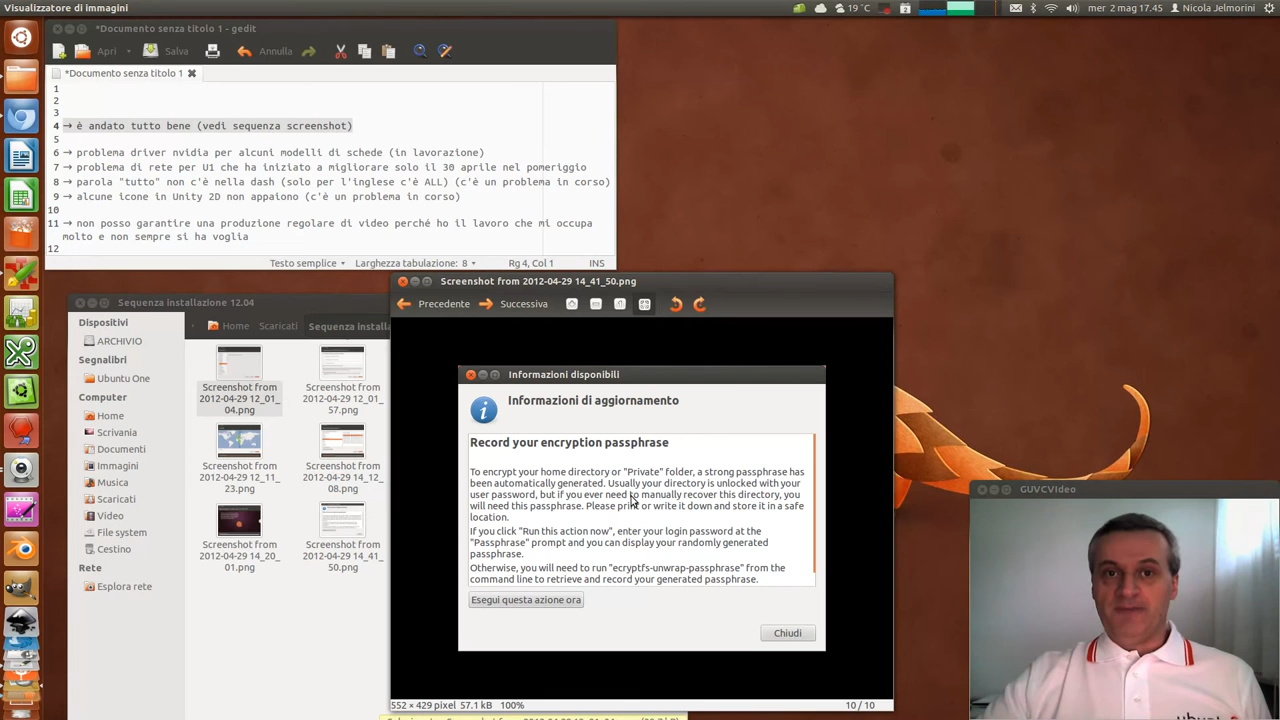 Visualizzatore di immagini
19 °C
2
mer 2 mag 17.45
Nicola Jelmorini
*Documento senza titolo 1 - gedit
Apri
Salva
Annulla
*Documento senza titolo 1
1
2
3
4 → è andato tutto bene (vedi sequenza screenshot)
5
6 → problema driver nvidia per alcuni modelli di schede (in lavorazione)
7 → problema di rete per U1 che ha iniziato a migliorare solo il 30 aprile nel pomeriggio
8 → parola "tutto" non c'è nella dash (solo per l'inglese c'è ALL) (c'è un problema in corso)
9 → alcune icone in Unity 2D non appaiono (c'è un problema in corso)
10
11 → non posso garantire una produzione regolare di video perché ho il lavoro che mi occupa
molto e non sempre si ha voglia
12
Testo semplice
Larghezza tabulazione: 8
Rg 4, Col 1
INS
Sequenza installazione 12.04
Dispositivi
ARCHIVIO
Segnalibri
Ubuntu One
Computer
Home
Scrivania
Documenti
Immagini
Musica
Scaricati
Video
File system
Cestino
Rete
Esplora rete
Home
Scaricati
Sequenza installa
Screenshot from
2012-04-29 12_01_
04.png
Screenshot from
2012-04-29 12_01_
57.png
Screenshot from
2012-04-29 12_11_
23.png
Screenshot from
2012-04-29 14_12_
08.png
Screenshot from
2012-04-29 14_20_
01.png
Screenshot from
2012-04-29 14_41_
50.png
Screenshot from 2012-04-29 14_41_50.png
Precedente
Successiva
Informazioni disponibili
Informazioni di aggiornamento
Record your encryption passphrase
To encrypt your home directory or "Private" folder, a strong passphrase has
been automatically generated. Usually your directory is unlocked with your
user password, but if you ever need to manually recover this directory, you
will need this passphrase. Please print or write it down and store it in a safe
location.
If you click "Run this action now", enter your login password at the
"Passphrase" prompt and you can display your randomly generated
passphrase.
Otherwise, you will need to run "ecryptfs-unwrap-passphrase" from the
command line to retrieve and record your generated passphrase.
Esegui questa azione ora
Chiudi
552 × 429 pixel 57.1 kB 100%
10 / 10
GUVCVIdeo